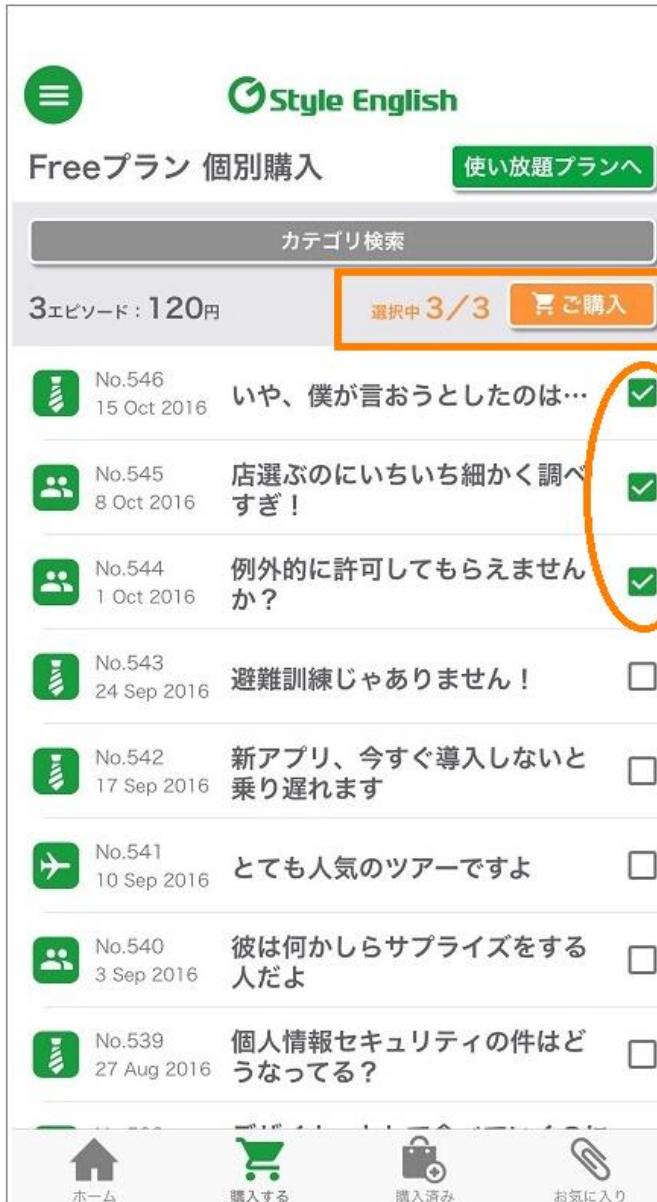 Style English
Freeプラン 個別購入
使い放題プランへ
カテゴリ検索
3エピソード：120円
選択中 3／3
ご購入
No.546
15 Oct 2016
いや、僕が言おうとしたのは…
No.545
8 Oct 2016
店選ぶのにいちいち細かく調べ
すぎ！
No.544
1 Oct 2016
例外的に許可してもらえません
か？
No.543
24 Sep 2016
避難訓練じゃありません！
No.542
17 Sep 2016
新アプリ、今すぐ導入しないと
乗り遅れます
No.541
10 Sep 2016
とても人気のツアーですよ
No.540
3 Sep 2016
彼は何かしらサプライズをする
人だよ
No.539
27 Aug 2016
個人情報セキュリティの件はど
うなってる？
ホーム
購入する
購入済み
お気に入り